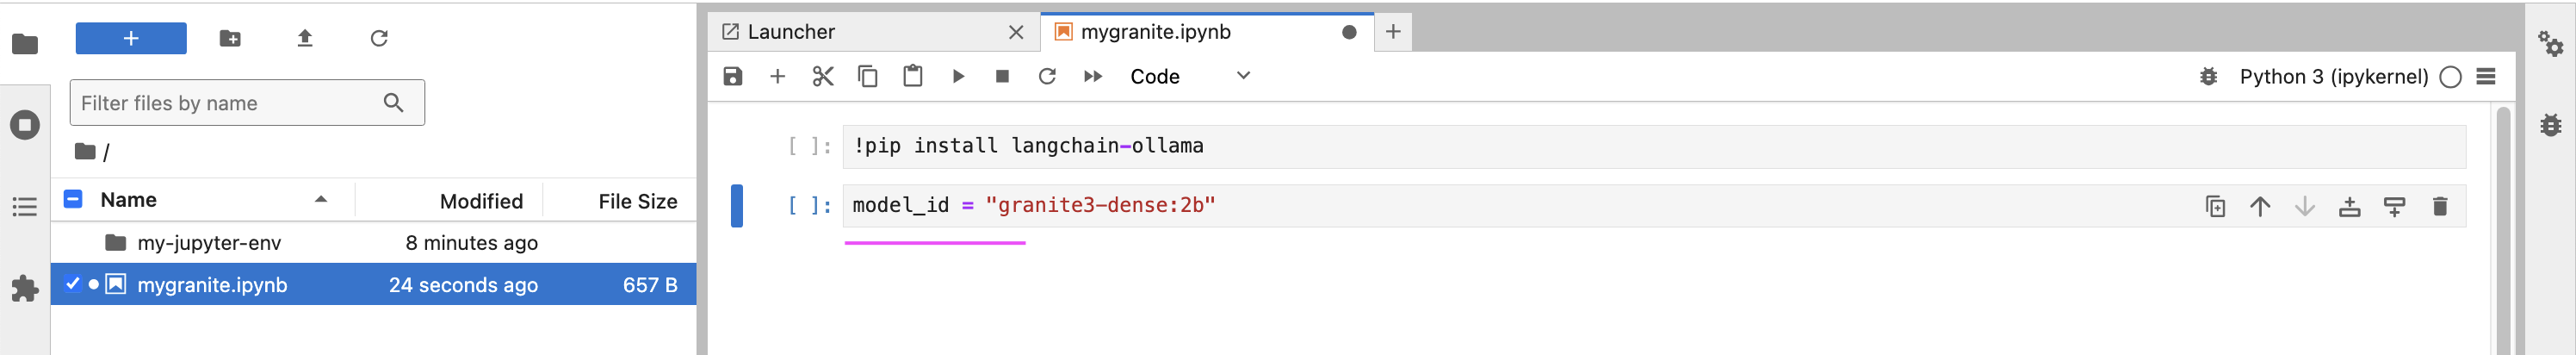 Launcher
mygranite.ipynb
Code
Python 3 (ipykernel)
Filter files by name
/
Name Modified File Size
my-jupyter-env 8 minutes ago
mygranite.ipynb 24 seconds ago 657 B
[ ]: !pip install langchain-ollama
[ ]: model_id = "granite3-dense:2b"